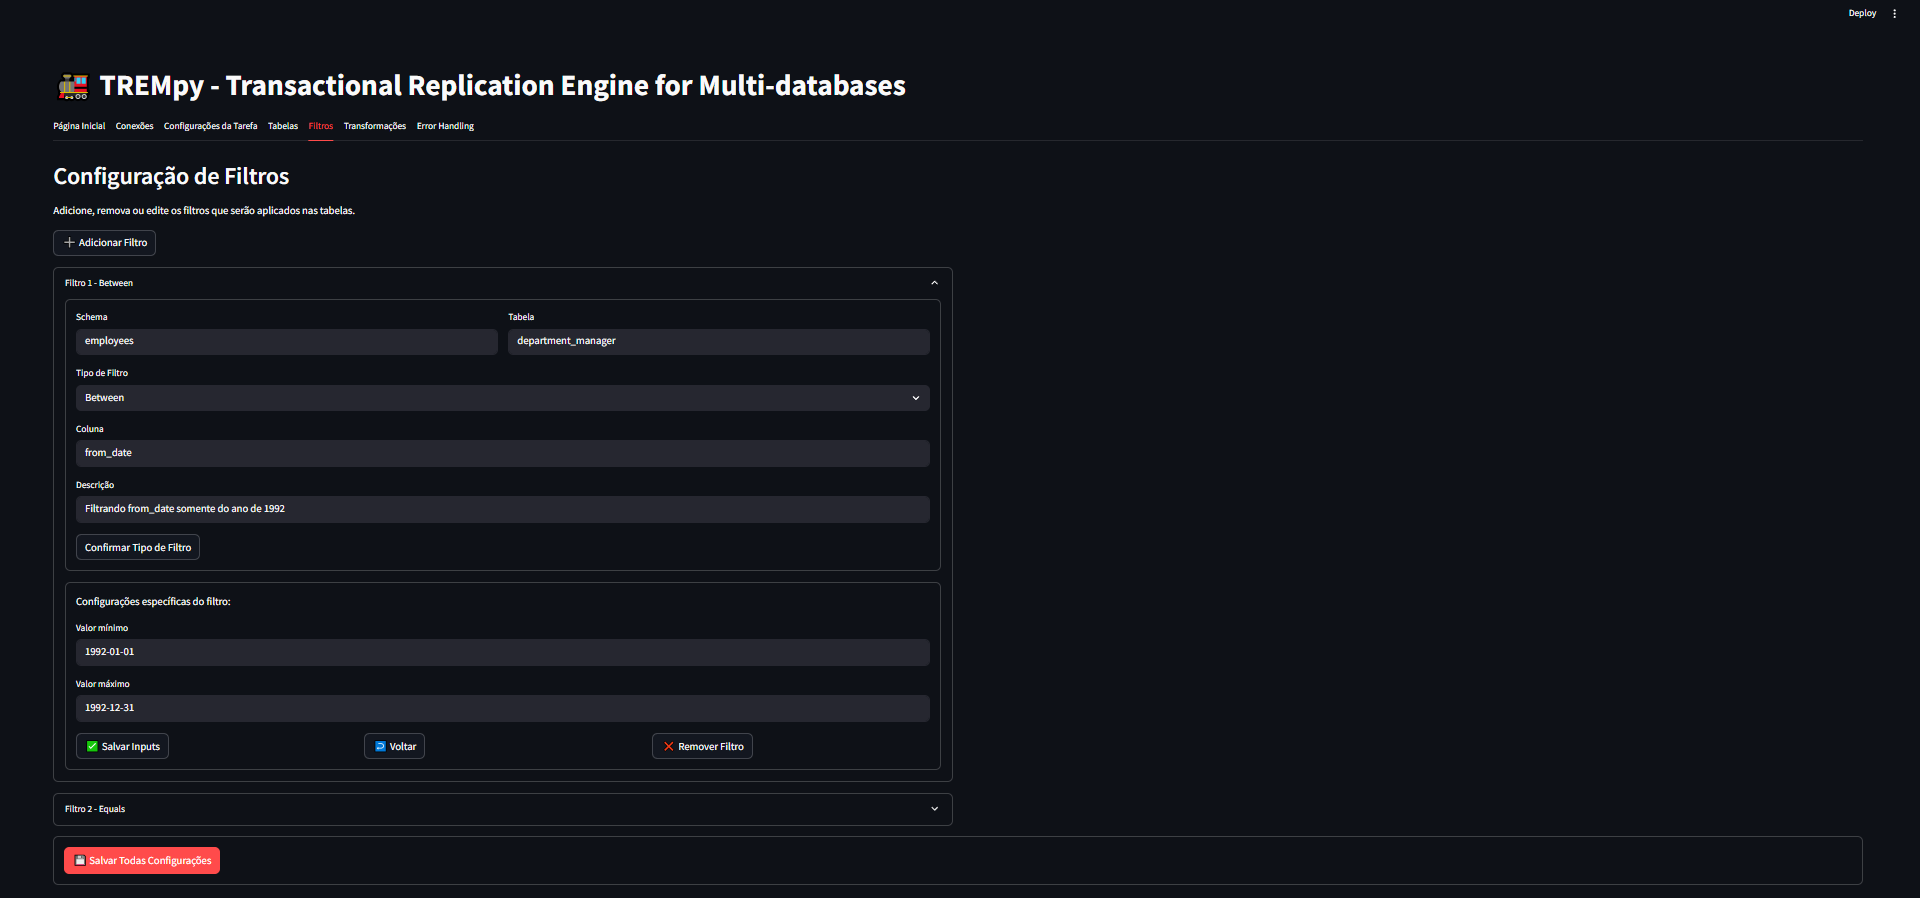 Deploy
TREMpy - Transactional Replication Engine for Multi-databases
Página Inicial Conexões Configurações da Tarefa Tabelas Filtros Transformações Error Handling
Configuração de Filtros
Adicione, remova ou edite os filtros que serão aplicados nas tabelas.
Adicionar Filtro
Filtro 1 - Between
Schema Tabela
employees department_manager
Tipo de Filtro
Between
Coluna
from_date
Descrição
Filtrando from_date somente do ano de 1992
Confirmar Tipo de Filtro
Configurações específicas do filtro:
Valor mínimo
1992-01-01
Valor máximo
1992-12-31
Salvar Inputs Voltar Remover Filtro
Filtro 2 - Equals
Salvar Todas Configurações